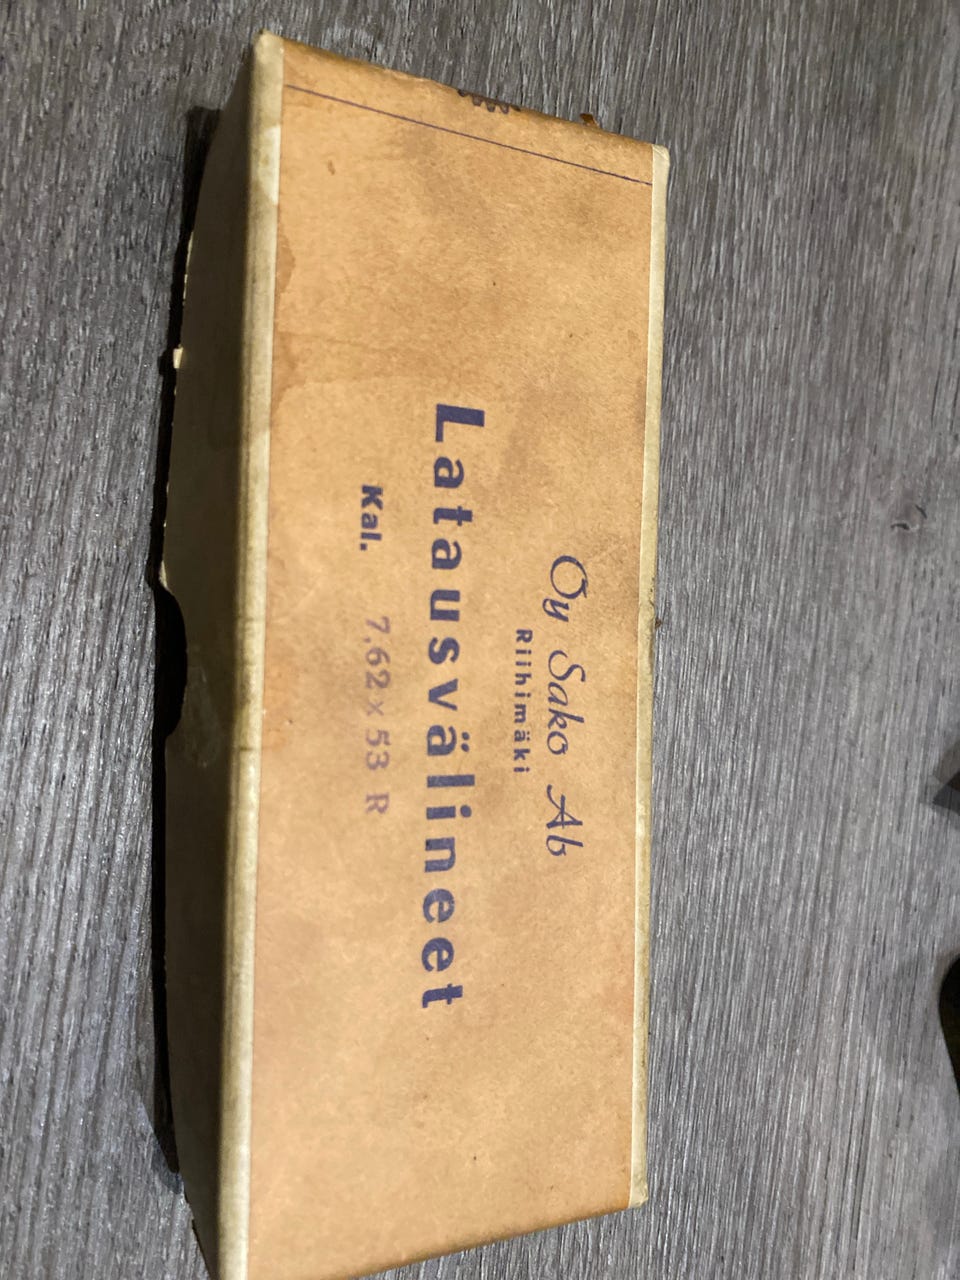 Oy Sako Ab
Riihimäki
Latausvälineet
Kal. 7,62 x 53 R